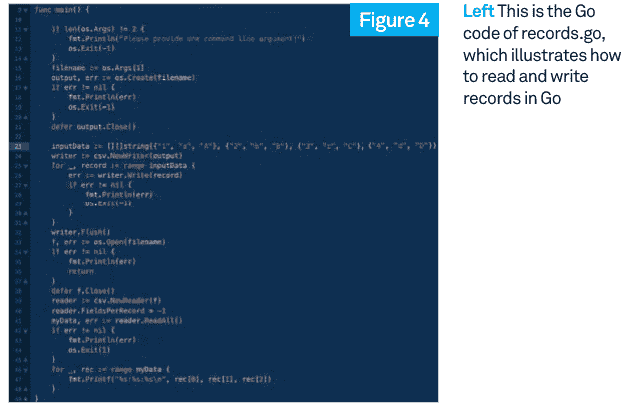 func main() {
if len(os.Args) != 2 {
fmt.Println("Please provide one command line argument!")
os.Exit(-1)
}
filename := os.Args[1]
output, err := os.Create(filename)
if err != nil {
fmt.Println(err)
os.Exit(-1)
}
defer output.Close()
inputData := [][]string{{"1", "a", "A"}, {"2", "b", "B"}, {"3", "c", "C"}, {"4", "d", "D"}}
writer := csv.NewWriter(output)
for _, record := range inputData {
err := writer.Write(record)
if err != nil {
fmt.Println(err)
os.Exit(-1)
}
}
writer.Flush()
f, err := os.Open(filename)
if err != nil {
fmt.Println(err)
return
}
defer f.Close()
reader := csv.NewReader(f)
reader.FieldsPerRecord = -1
myData, err := reader.ReadAll()
if err != nil {
fmt.Println(err)
os.Exit(1)
}
for _, rec := range myData {
fmt.Printf("%s:%s:%s\n", rec[0], rec[1], rec[2])
}
}
Figure 4
Left This is the Go
code of records.go,
which illustrates how
to read and write
records in Go